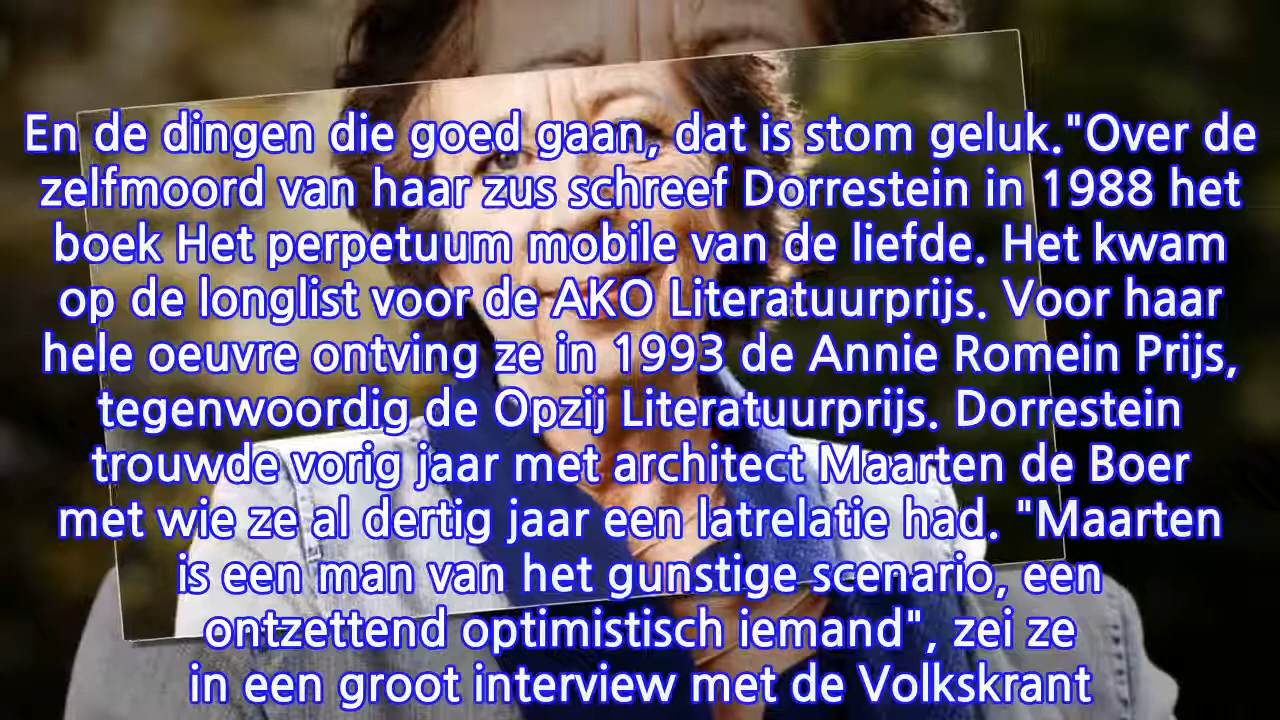 En de dingen die goed gaan, dat is stom geluk."Over de
zelfmoord van haar zus schreef Dorrestein in 1988 het
boek Het perpetuum mobile van de liefde. Het kwam
op de longlist voor de AKO Literatuurprijs. Voor haar
hele oeuvre ontving ze in 1993 de Annie Romein Prijs,
tegenwoordig de Opzij Literatuurprijs. Dorrestein
trouwde vorig jaar met architect Maarten de Boer
met wie ze al dertig jaar een latrelatie had. "Maarten
is een man van het gunstige scenario, een
ontzettend optimistisch iemand", zei ze
in een groot interview met de Volkskrant